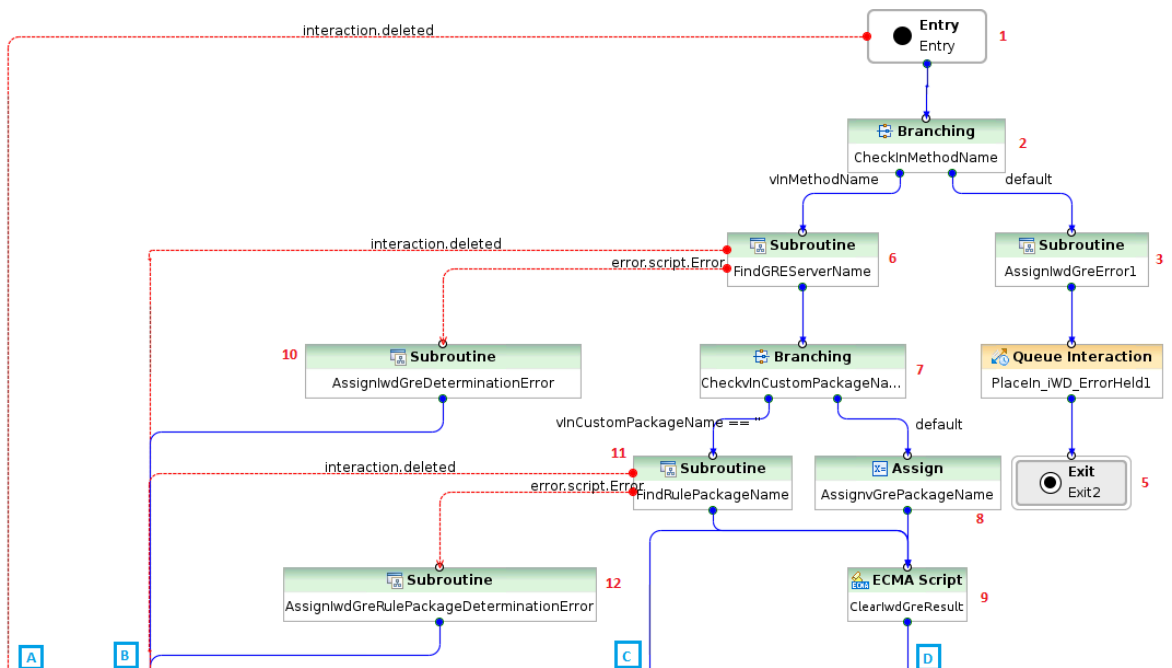 Entry
Entry
1
interaction.deleted
Branching
CheckInMethodName
2
vInMethodName
default
Subroutine
FindGREServerName
6
Subroutine
AssignIwdGreError1
3
interaction.deleted
error.script.Error
10
Subroutine
AssignIwdGreDeterminationError
Branching
CheckvInCustomPackageNa...
7
Queue Interaction
PlaceIn_iWD_ErrorHeld1
vInCustomPackageName == ''
default
11
Subroutine
FindRulePackageName
Assign
AssignvGrePackageName
8
Exit
Exit2
5
interaction.deleted
error.script.Error
Subroutine
AssignIwdGreRulePackageDeterminationError
12
ECMA Script
ECMA
ClearIwdGreResult
9
A
B
C
D